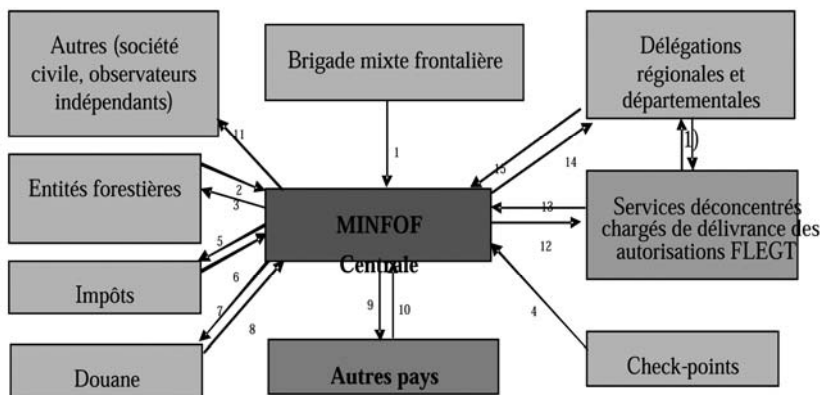 Autres (société
civile, observateurs
indépendants)
Brigade mixte frontalière
Délégations
régionales et
départementales
11
1
15
14
1)
Entités forestières
2
3
MINFOF
Centrale
13
12
Services déconcentrés
chargés de délivrance des
autorisations FLEGT
5
6
Impôts
7
8
9
10
4
Douane
Autres pays
Check-points